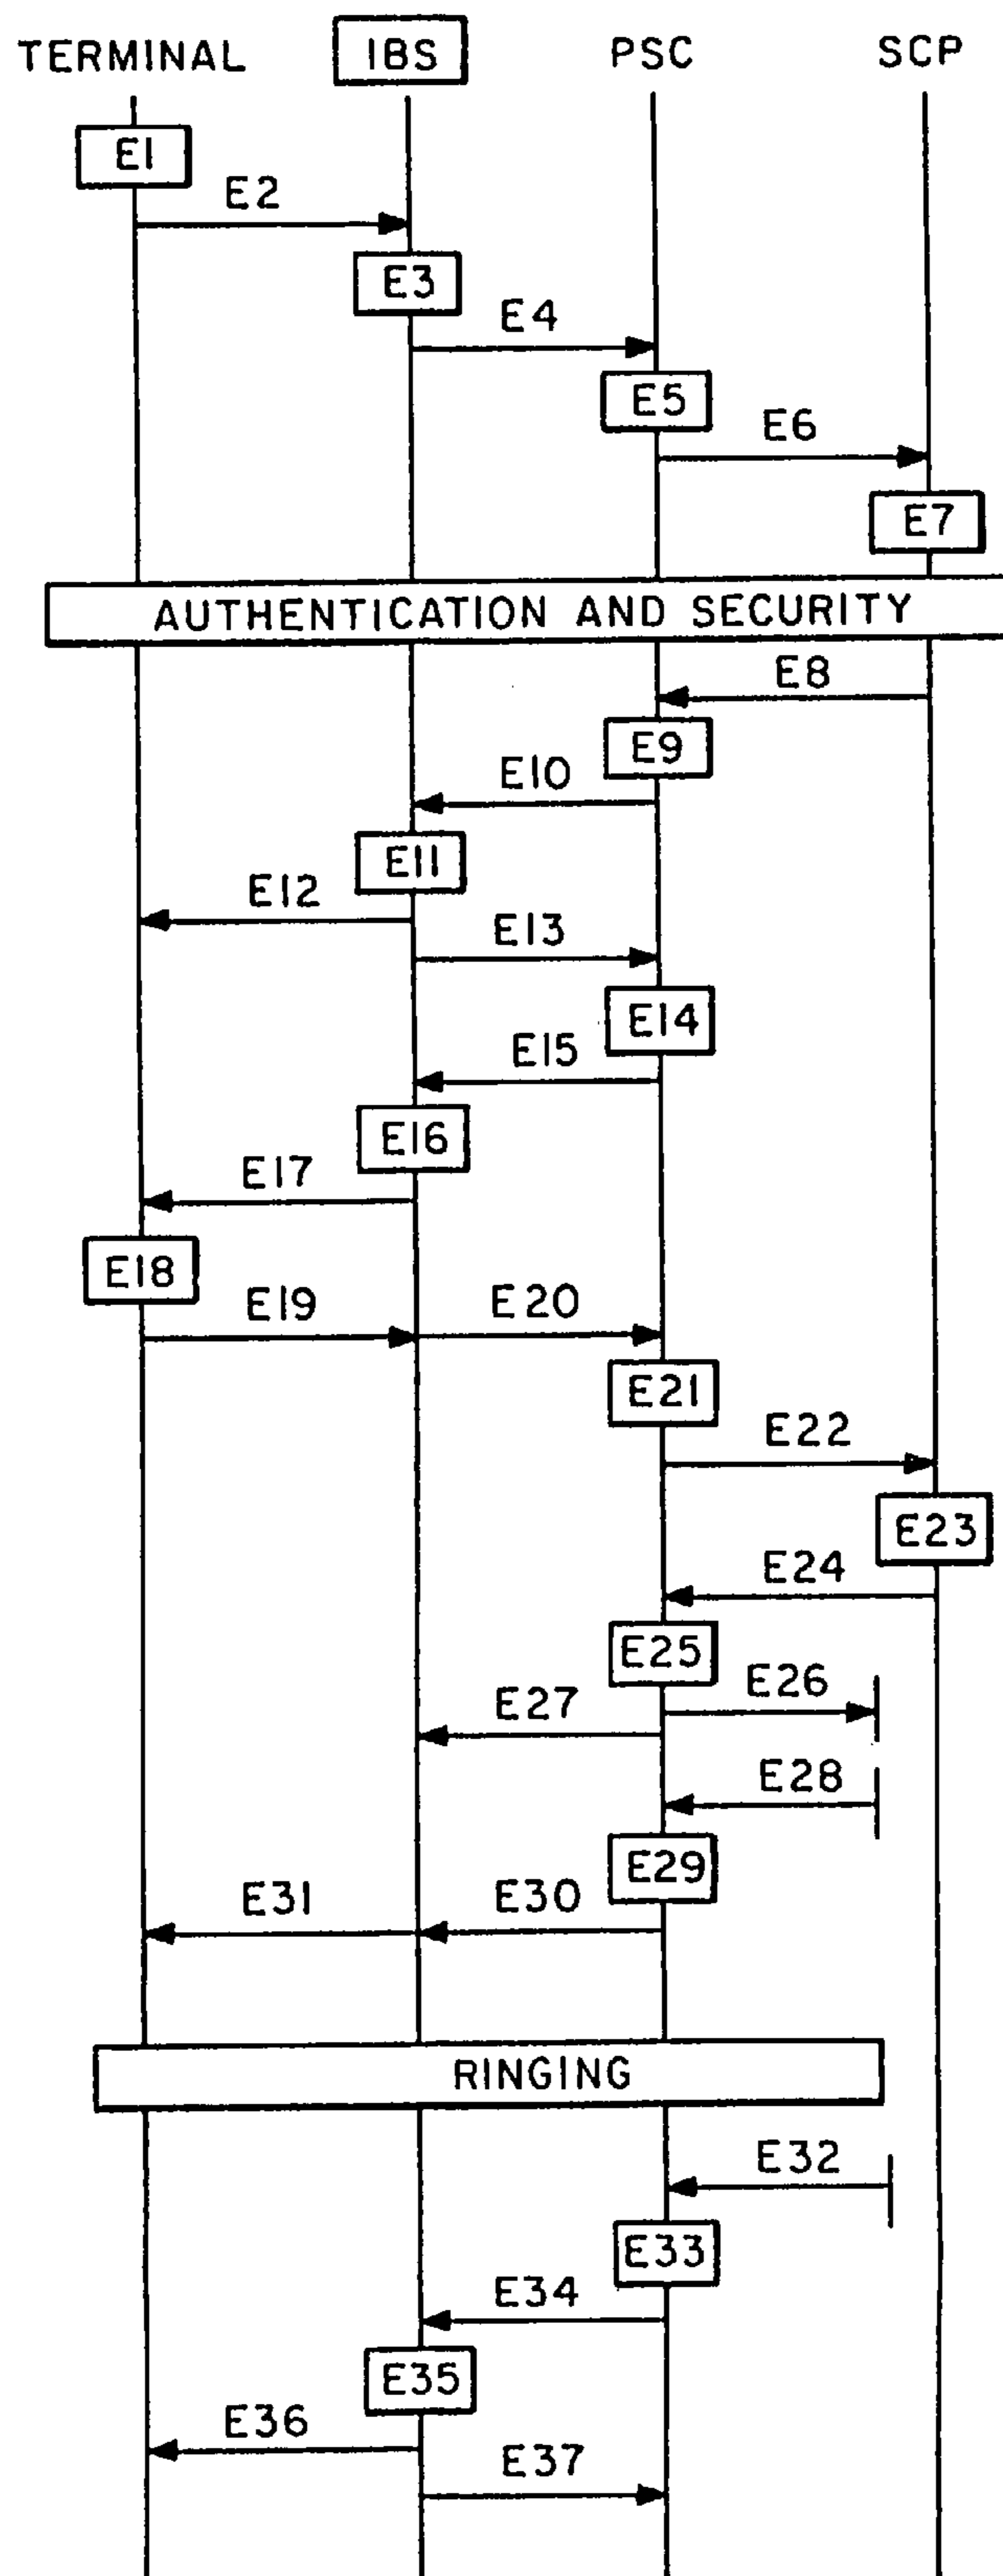 TERMINAL IBS PSC SCP
E1
E2
E3
E4
E5
E6
E7
AUTHENTICATION AND SECURITY
E8
E9
E10
E11
E12
E13
E14
E15
E16
E17
E18
E19 E20
E21
E22
E23
E24
E25
E26
E27
E28
E29
E31 E30
RINGING
E32
E33
E34
E35
E36
E37